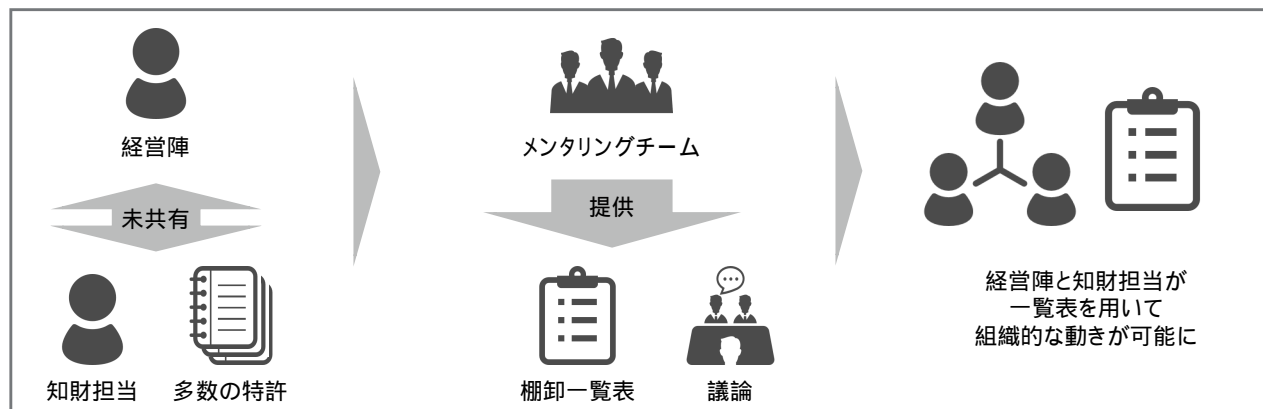 経営陣
未共有
知財担当
多数の特許
メンタリングチーム
提供
棚卸一覧表
議論
経営陣と知財担当が
一覧表を用いて
組織的な動きが可能に